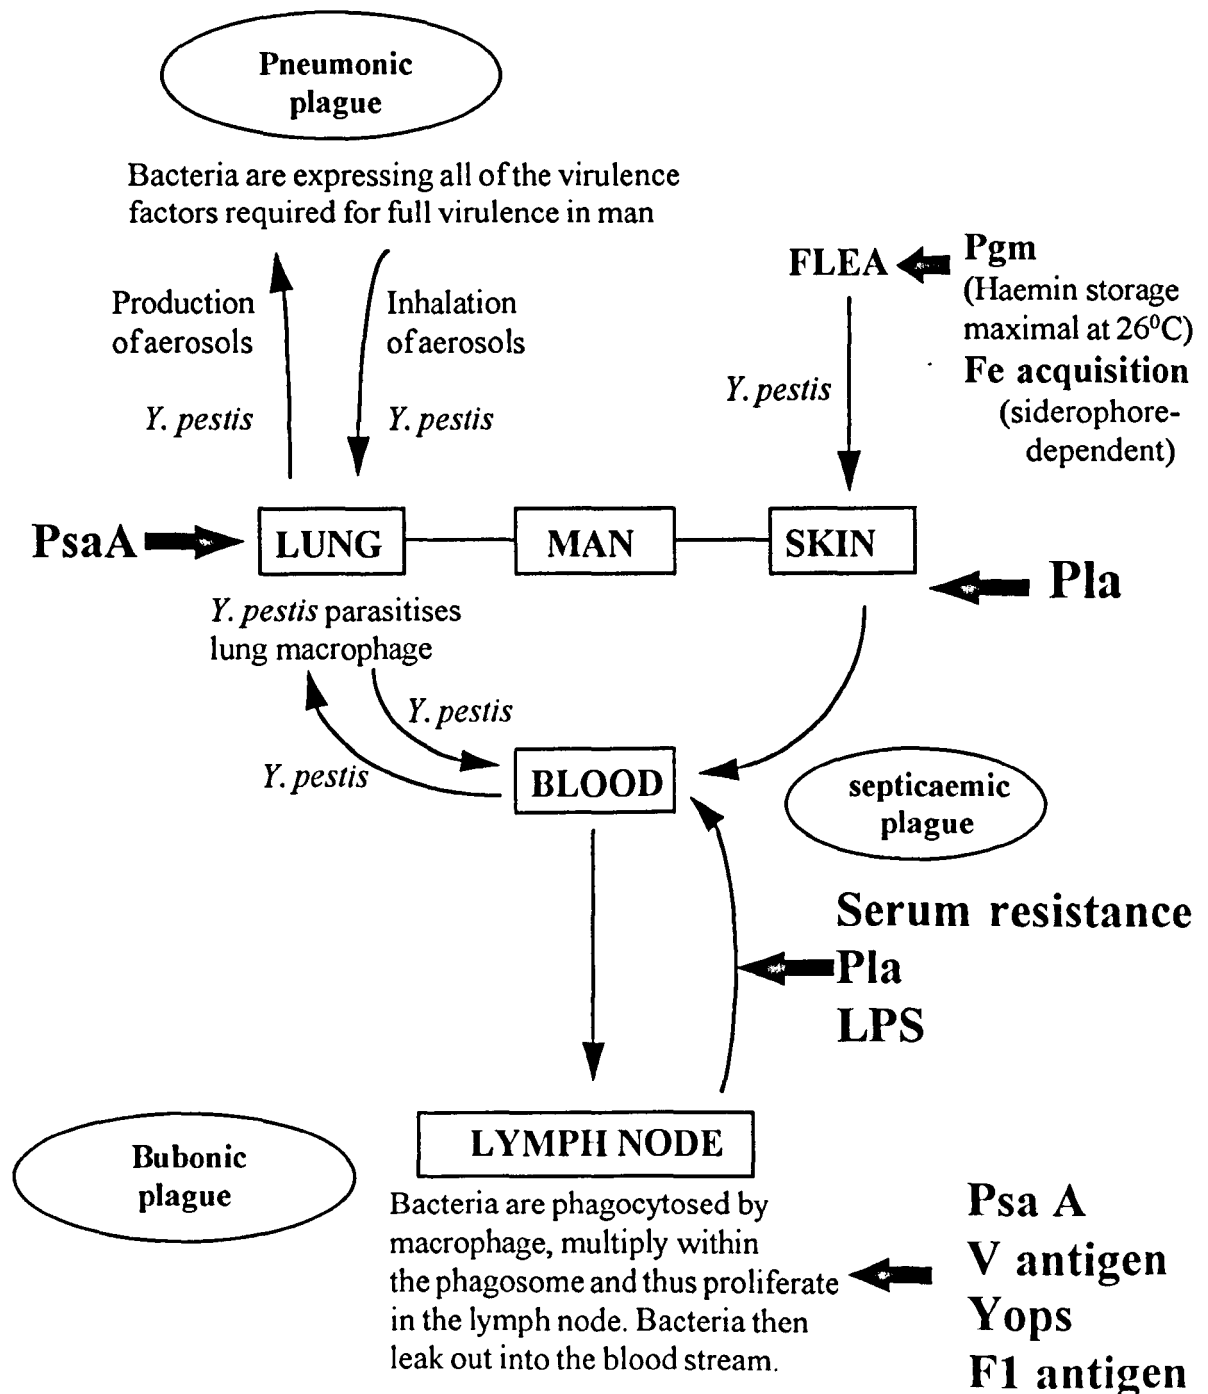 Pneumonic
plague
Bacteria are expressing all of the virulence
factors required for full virulence in man
Production
of aerosols
Y. pestis
Inhalation
of aerosols
Y. pestis
FLEA
Pgm
(Haemin storage
maximal at 26⁰C)
Fe acquisition
(siderophore-
dependent)
Y. pestis
PsaA
LUNG
MAN
SKIN
Pla
Y. pestis parasitises
lung macrophage
Y. pestis
Y. pestis
BLOOD
septicaemic
plague
Serum resistance
Pla
LPS
LYMPH NODE
Bubonic
plague
Bacteria are phagocytosed by
macrophage, multiply within
the phagosome and thus proliferate
in the lymph node. Bacteria then
leak out into the blood stream.
Psa A
V antigen
Yops
F1 antigen